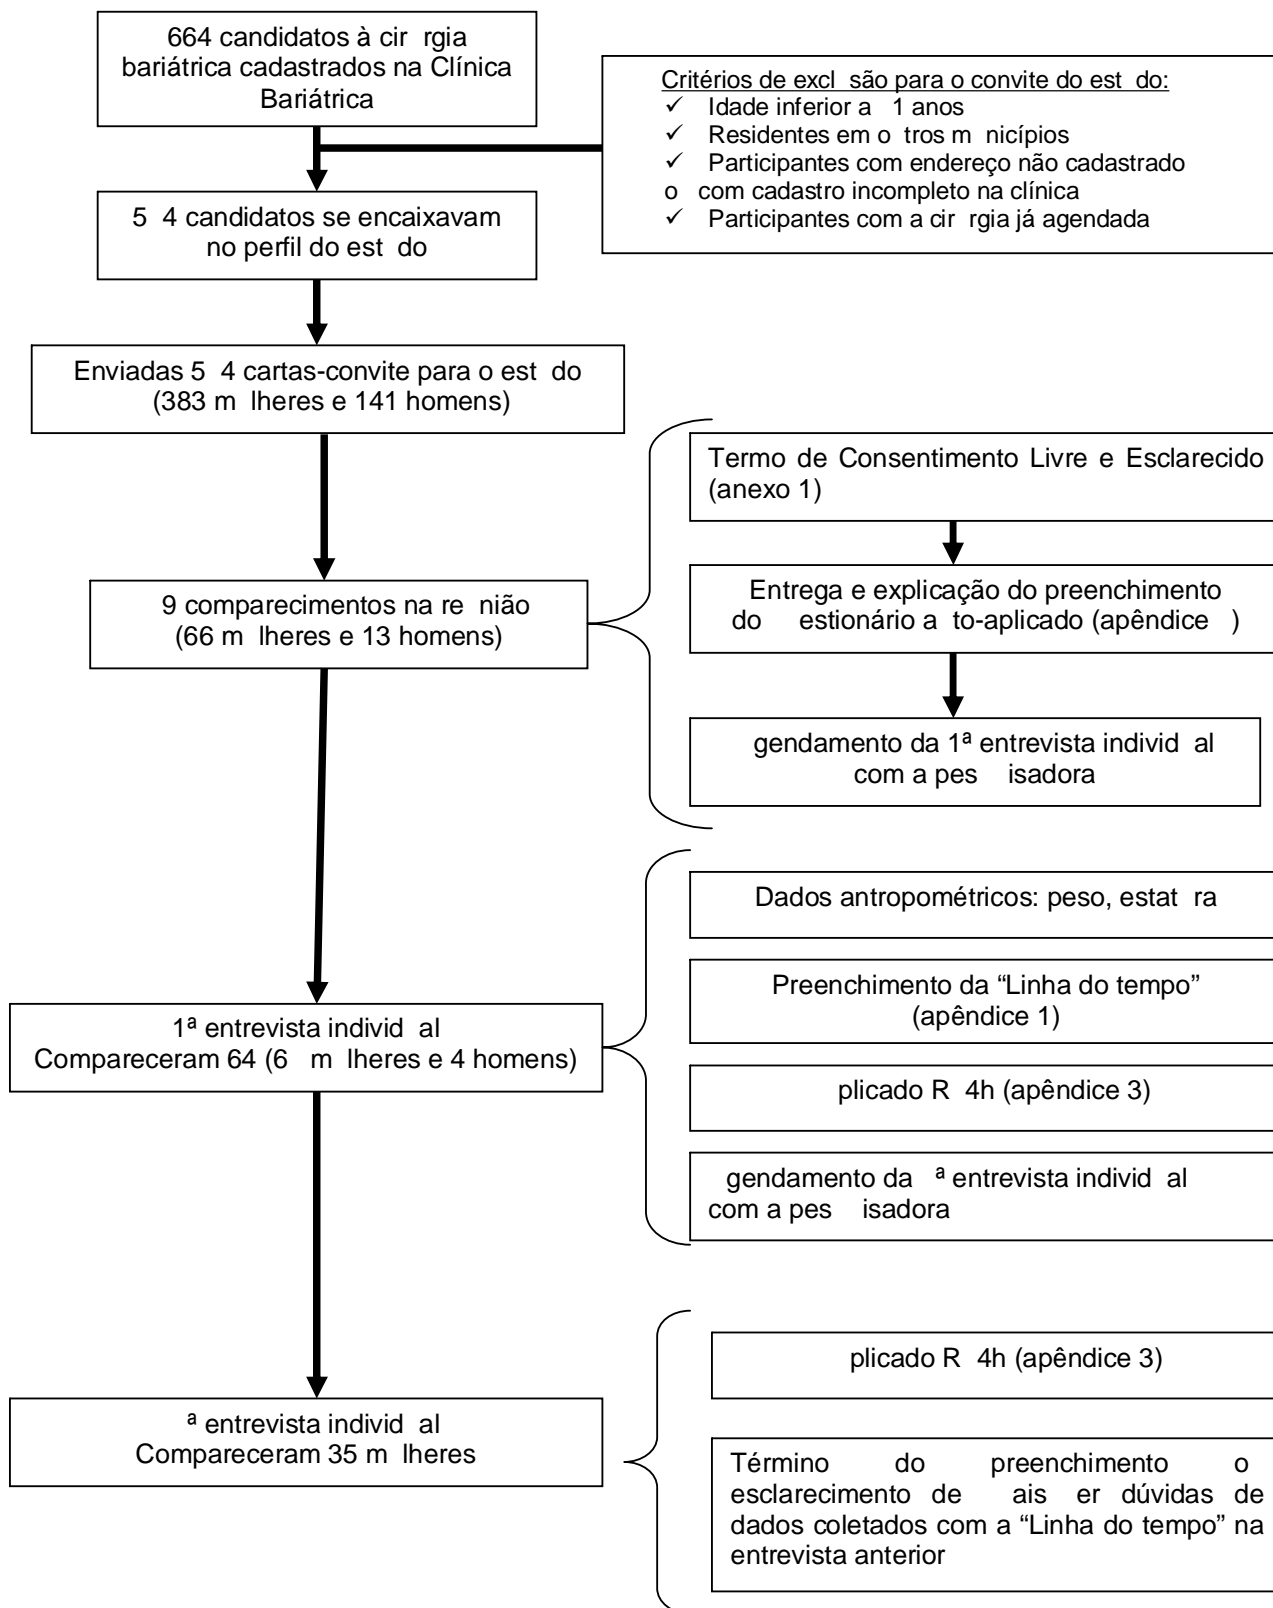 664 candidatos à cir rgia
bariátrica cadastrados na Clínica
Bariátrica
Critérios de excl são para o convite do est do:
✓ Idade inferior a 1 anos
✓ Residentes em o tros m nicípios
✓ Participantes com endereço não cadastrado
o com cadastro incompleto na clínica
✓ Participantes com a cir rgia já agendada
5 4 candidatos se encaixavam
no perfil do est do
Enviadas 5 4 cartas-convite para o est do
(383 m lheres e 141 homens)
Termo de Consentimento Livre e Esclarecido
(anexo 1)
Entrega e explicação do preenchimento
do estionário a to-aplicado (apêndice )
9 comparecimentos na re nião
(66 m lheres e 13 homens)
gendamento da 1ª entrevista individ al
com a pes isadora
Dados antropométricos: peso, estat ra
Preenchimento da “Linha do tempo”
(apêndice 1)
1ª entrevista individ al
Compareceram 64 (6 m lheres e 4 homens)
plicado R 4h (apêndice 3)
gendamento da ª entrevista individ al
com a pes isadora
plicado R 4h (apêndice 3)
ª entrevista individ al
Compareceram 35 m lheres
Término do preenchimento o
esclarecimento de ais er dúvidas de
dados coletados com a “Linha do tempo” na
entrevista anterior